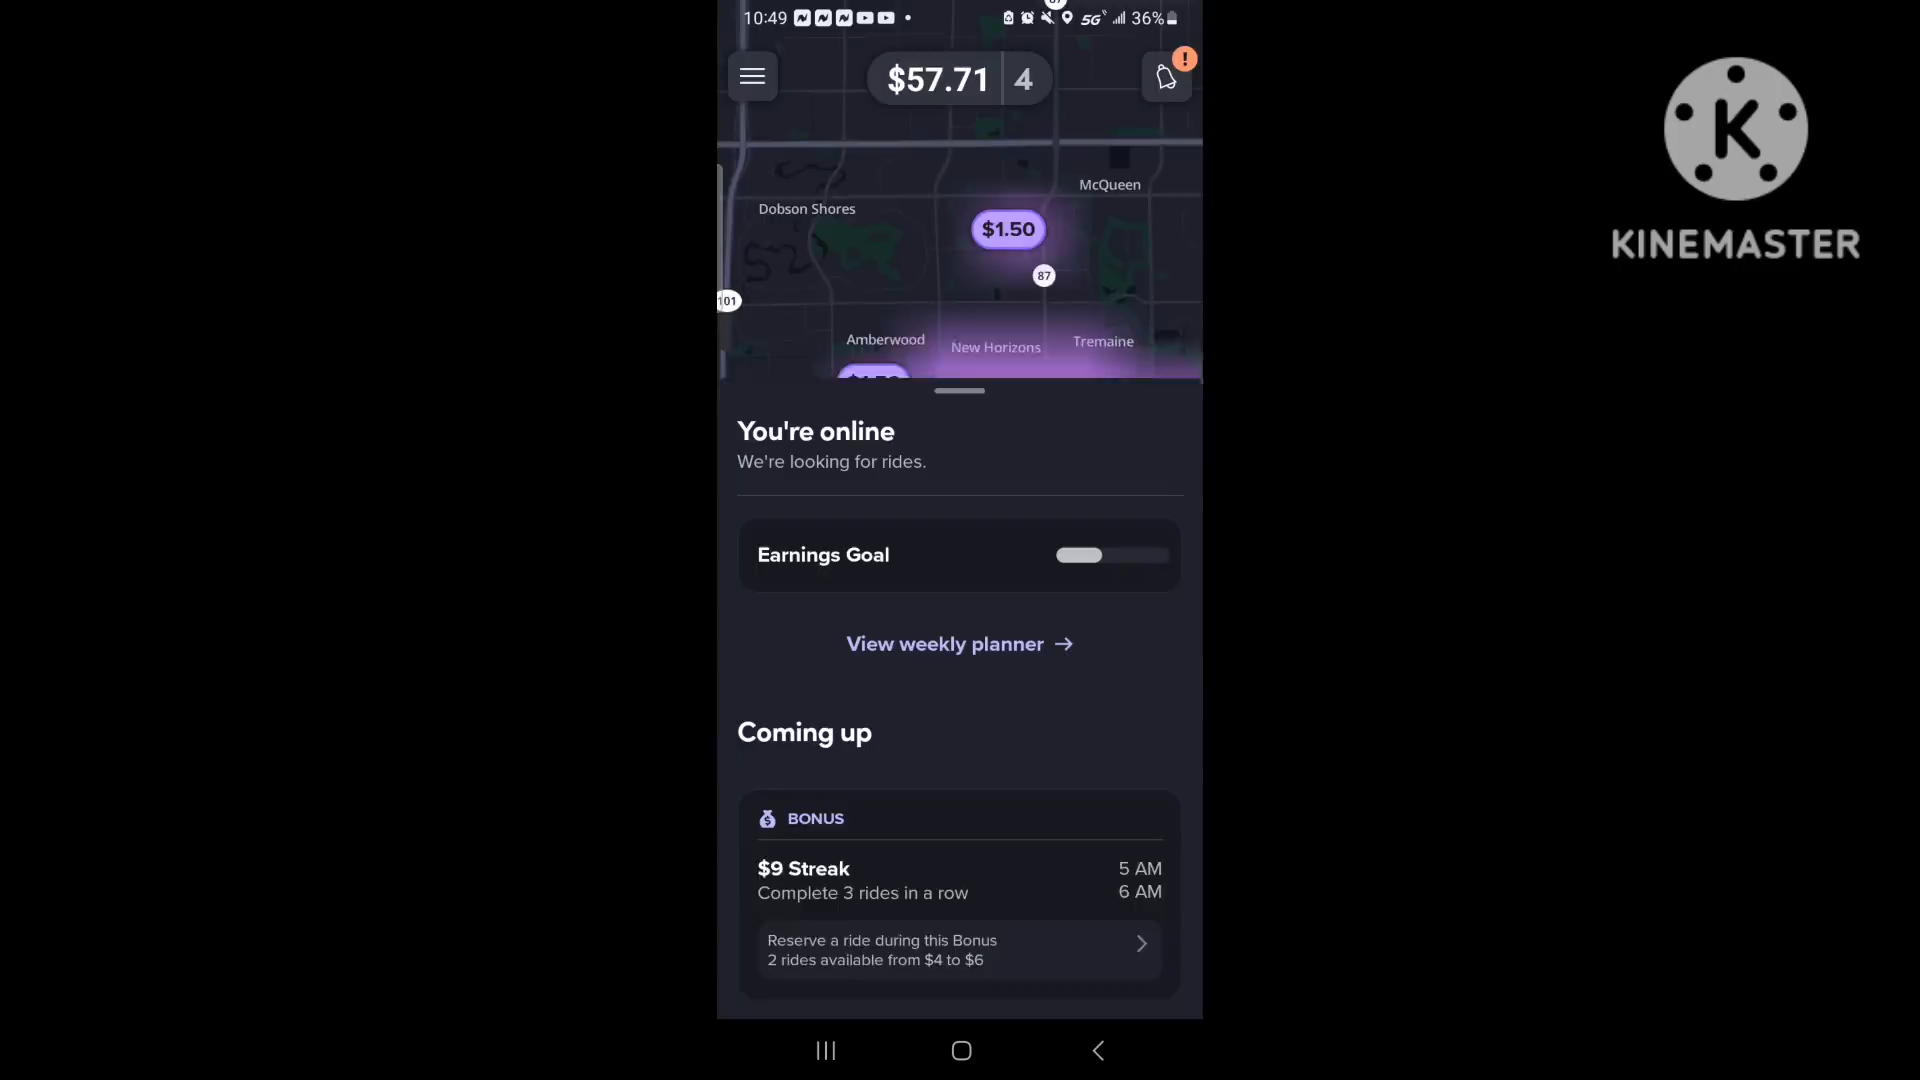 10:49
5G 36%
$57.71 4
!
McQueen
Dobson Shores
$1.50
87
101
Amberwood
New Horizons
Tremaine
You're online
We're looking for rides.
Earnings Goal
View weekly planner →
Coming up
BONUS
$9 Streak 5 AM
Complete 3 rides in a row 6 AM
Reserve a ride during this Bonus
2 rides available from $4 to $6
K
KINEMASTER